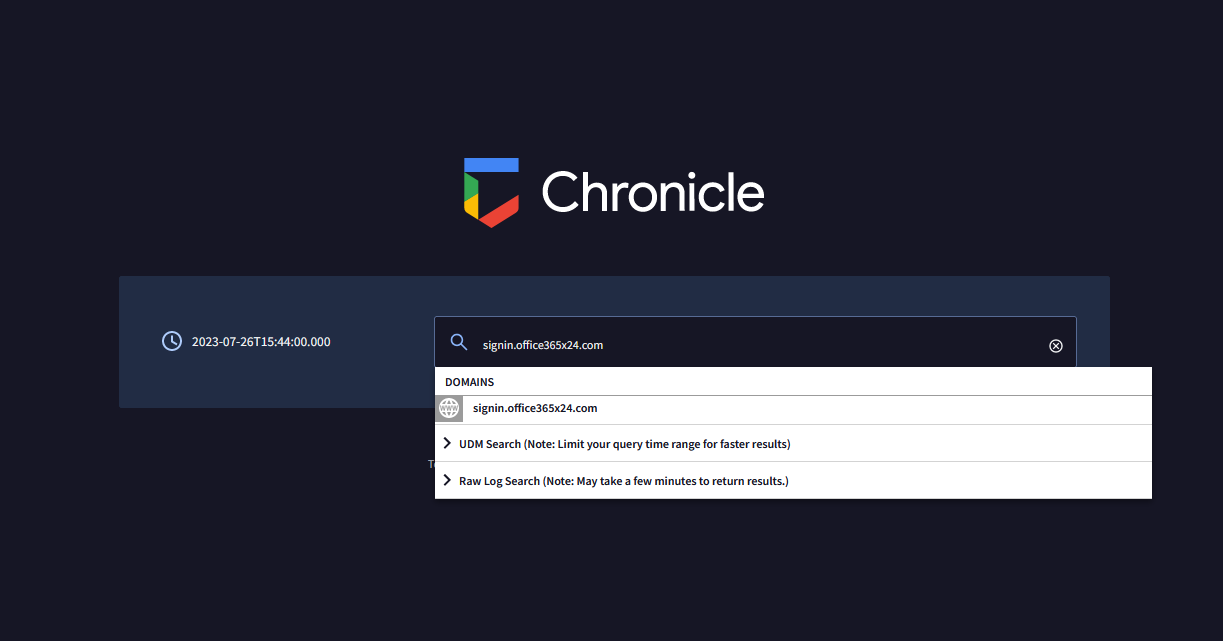 Chronicle
2023-07-26T15:44:00.000
signin.office365x24.com
DOMAINS
www
signin.office365x24.com
UDM Search (Note: Limit your query time range for faster results)
Raw Log Search (Note: May take a few minutes to return results.)